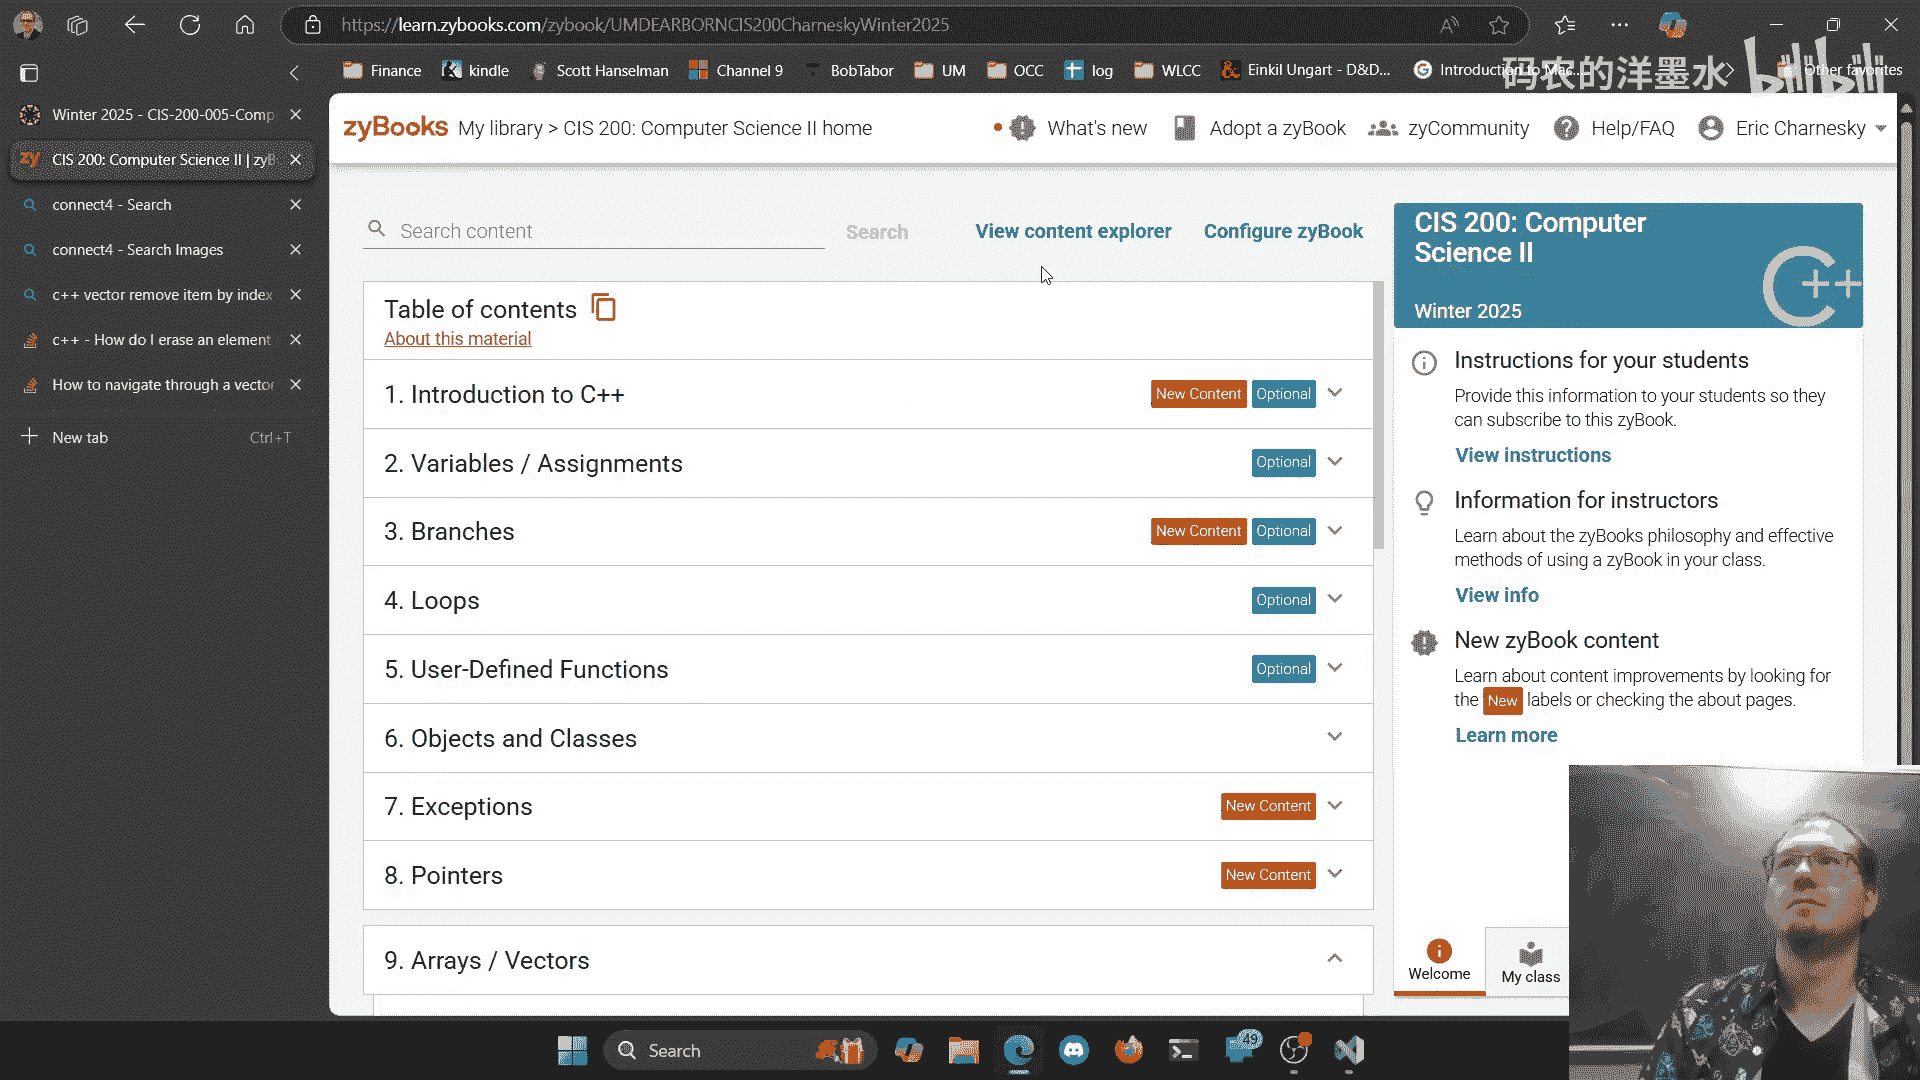 https://learn.zybooks.com/zybook/UMDEARBORNCIS200CharneskyWinter2025
Finance
kindle
Scott Hanselman
Channel 9
BobTabor
UM
OCC
log
WLCC
Einkil Ungart - D&D...
Introduction to Mac...
Other favorites
码农的洋墨水
bilibili
Winter 2025 - CIS-200-005-Comp
CIS 200: Computer Science II | zyB
connect4 - Search
connect4 - Search Images
c++ vector remove item by index
c++ - How do I erase an element
How to navigate through a vector
New tab
Ctrl+T
zyBooks My library > CIS 200: Computer Science II home
What's new
Adopt a zyBook
zyCommunity
Help/FAQ
Eric Charnesky
Search content
Search
View content explorer
Configure zyBook
Table of contents
About this material
1. Introduction to C++
New Content Optional
2. Variables / Assignments
Optional
3. Branches
New Content Optional
4. Loops
Optional
5. User-Defined Functions
Optional
6. Objects and Classes
7. Exceptions
New Content
8. Pointers
New Content
9. Arrays / Vectors
CIS 200: Computer
Science II
C++
Winter 2025
Instructions for your students
Provide this information to your students so they
can subscribe to this zyBook.
View instructions
Information for instructors
Learn about the zyBooks philosophy and effective
methods of using a zyBook in your class.
View info
New zyBook content
Learn about content improvements by looking for
the New labels or checking the about pages.
Learn more
Welcome
My class
Search
49